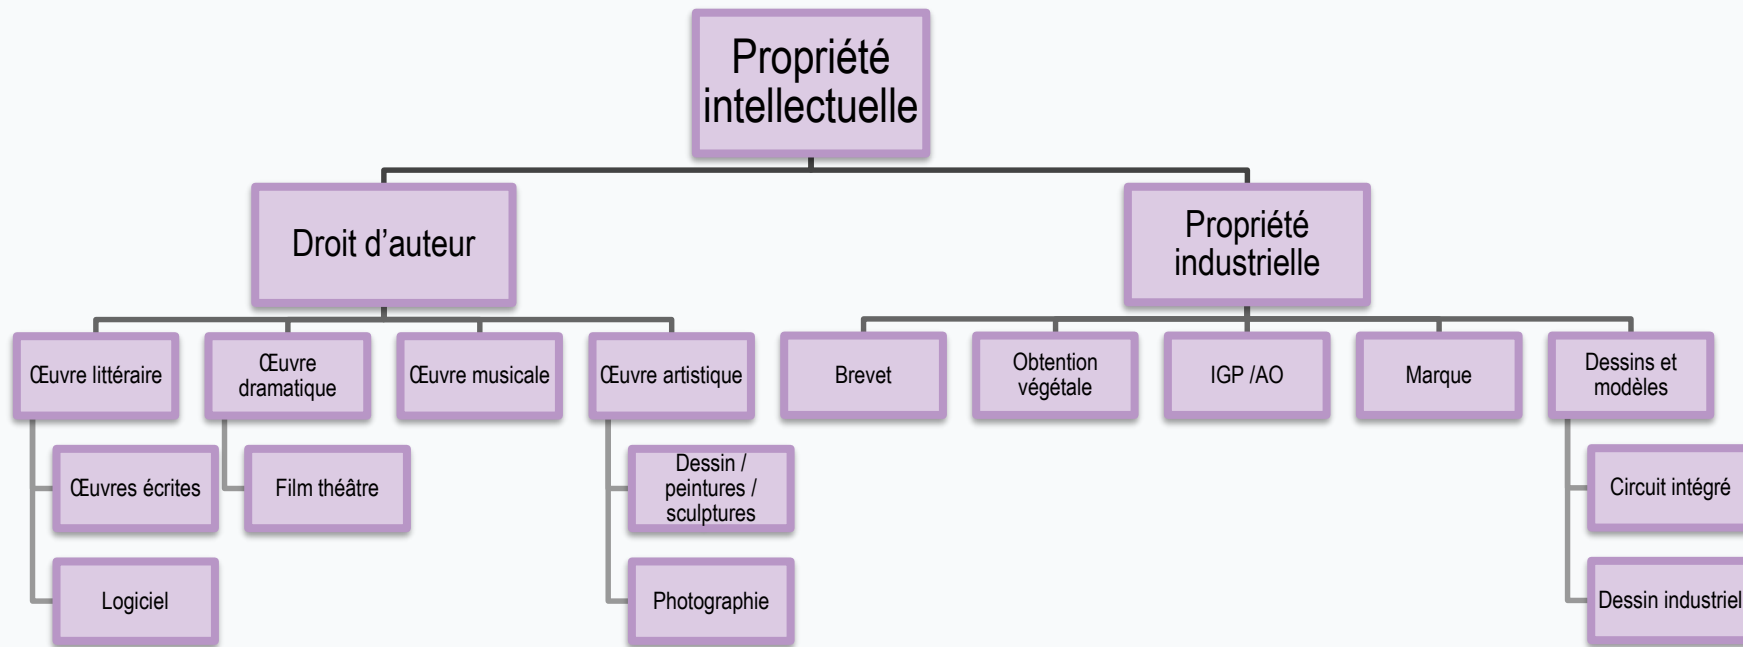 Propriété
intellectuelle
Droit d’auteur
Propriété
industrielle
Œuvre littéraire
Œuvre
dramatique
Œuvre musicale
Œuvre artistique
Brevet
Obtention
végétale
IGP /AO
Marque
Dessins et
modèles
Œuvres écrites
Film théâtre
Dessin /
peintures /
sculptures
Circuit intégré
Logiciel
Photographie
Dessin industriel